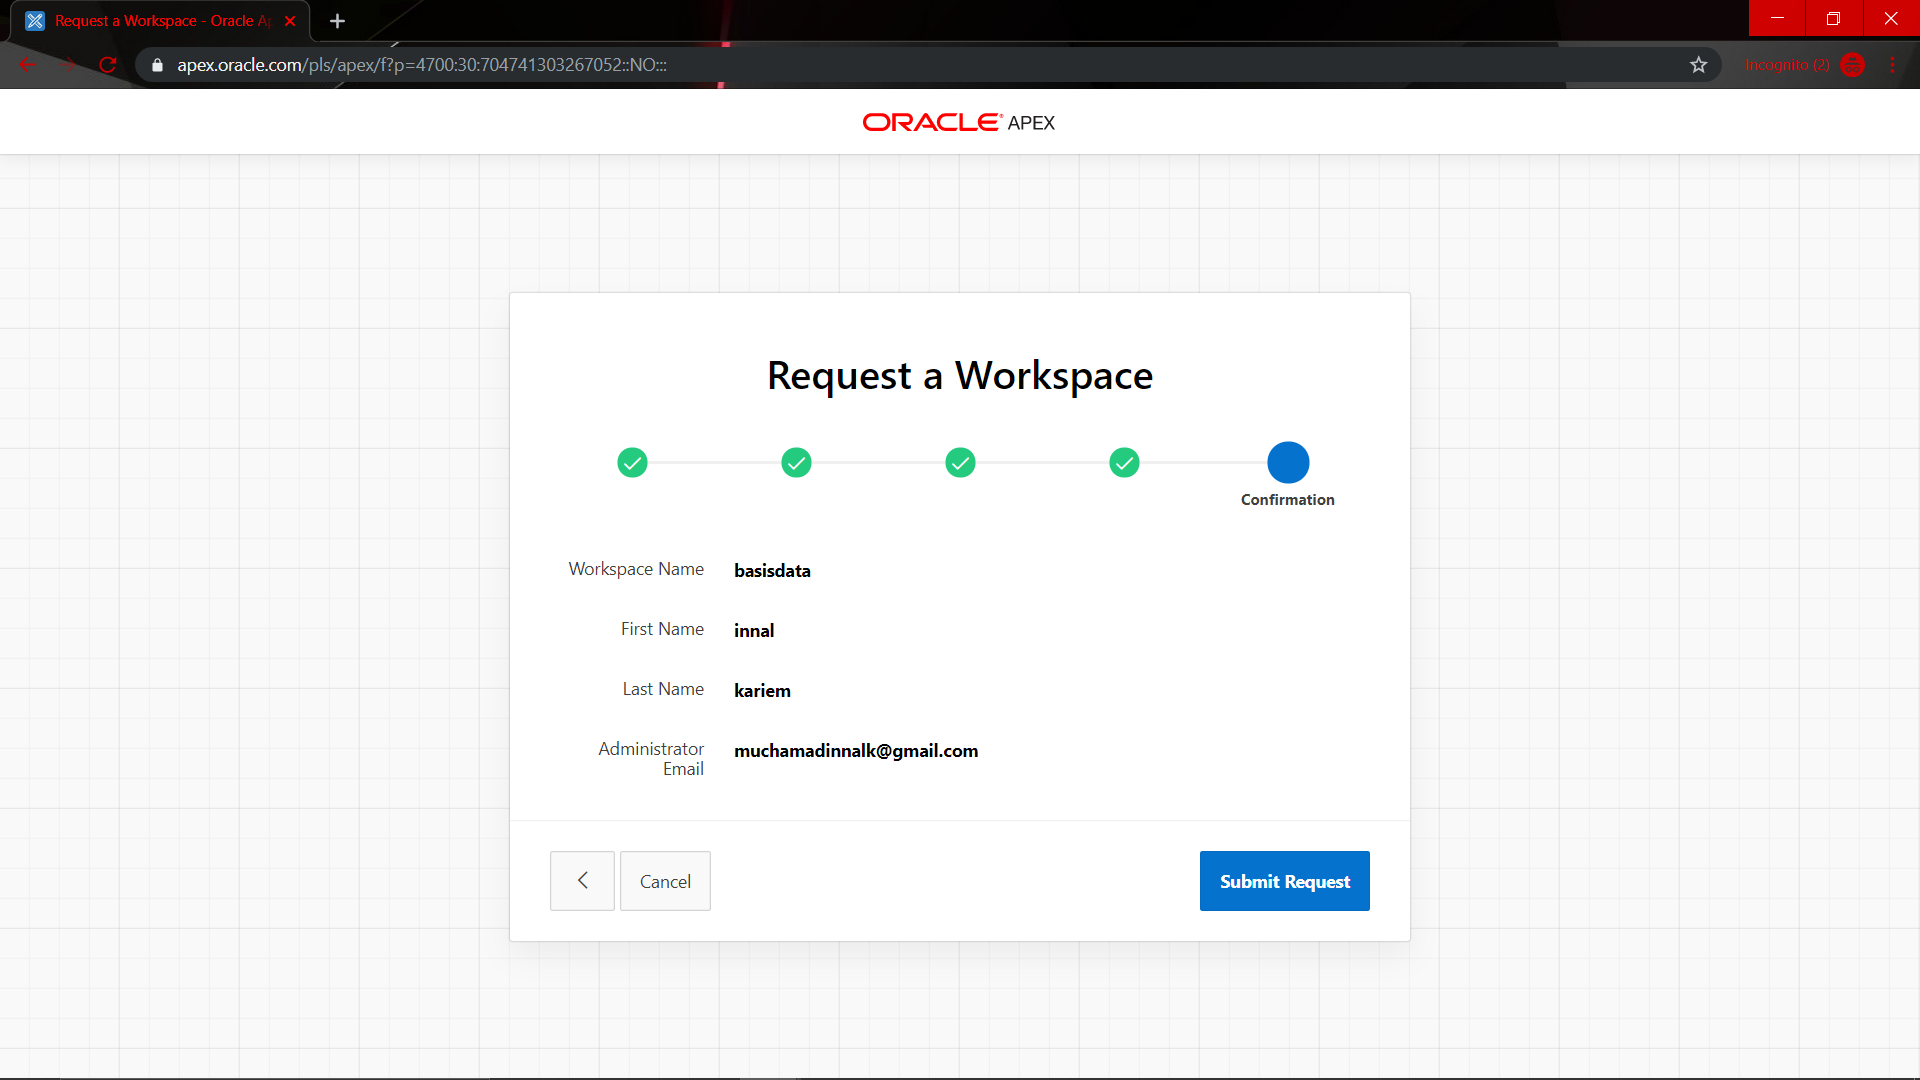 Request a Workspace - Oracle Ap
apex.oracle.com/pls/apex/f?p=4700:30:704741303267052::NO:::
Incognito (2)
ORACLE® APEX
Request a Workspace
Confirmation
Workspace Name basisdata
First Name innal
Last Name kariem
Administrator Email muchamadinnalk@gmail.com
Cancel
Submit Request